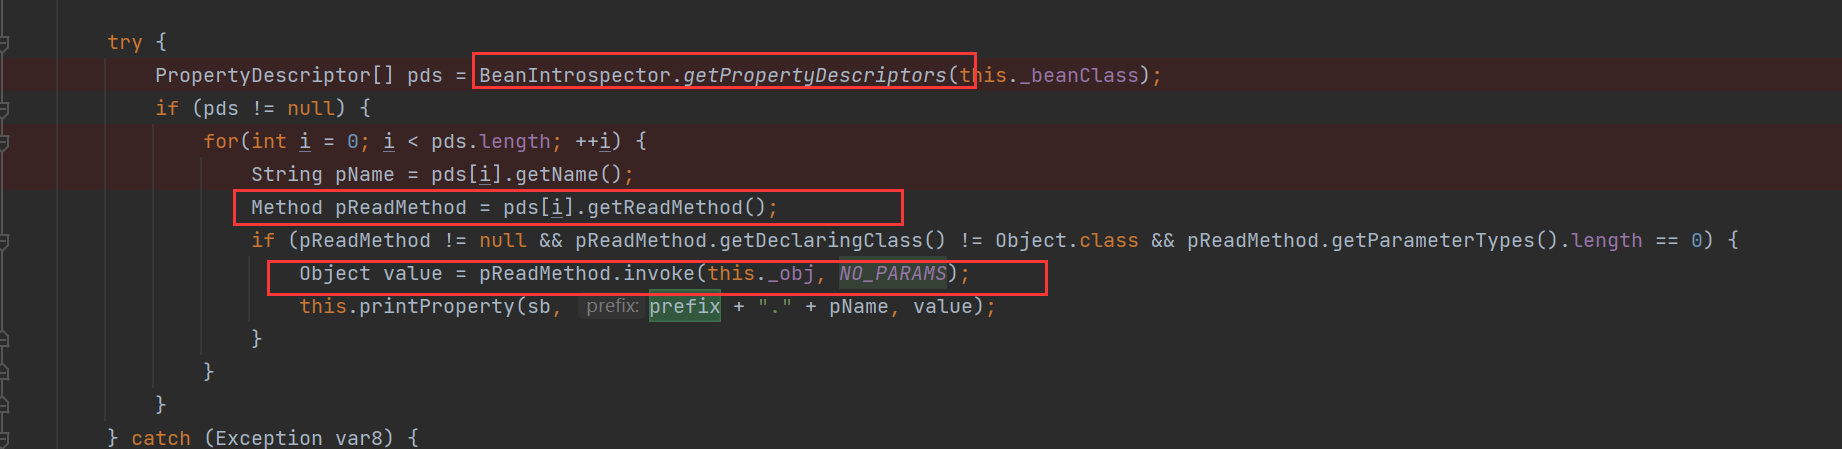 try {
PropertyDescriptor[] pds = BeanIntrospector.getPropertyDescriptors(this._beanClass);
if (pds != null) {
for(int i = 0; i < pds.length; ++i) {
String pName = pds[i].getName();
Method pReadMethod = pds[i].getReadMethod();
if (pReadMethod != null && pReadMethod.getDeclaringClass() != Object.class && pReadMethod.getParameterTypes().length == 0) {
Object value = pReadMethod.invoke(this._obj, NO_PARAMS);
this.printProperty(sb, prefix: prefix + "." + pName, value);
}
}
}
} catch (Exception var8) {